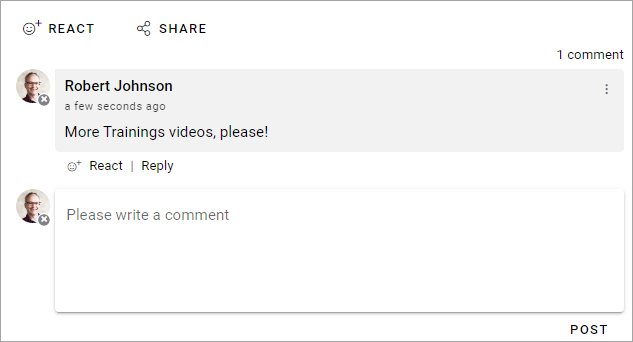 REACT SHARE
1 comment
Robert Johnson
a few seconds ago
More Trainings videos, please!
React | Reply
Please write a comment
POST